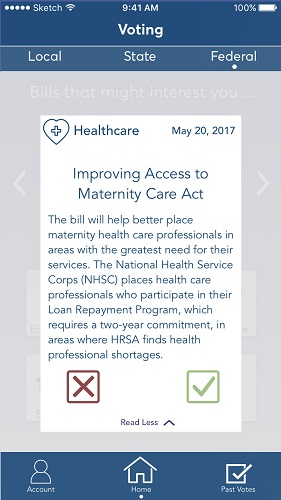 Sketch 9:41 AM 100%
Voting
Local State Federal
Bills that might interest you ...
Healthcare May 20, 2017
Improving Access to
Maternity Care Act
The bill will help better place
maternity health care professionals in
areas with the greatest need for their
services. The National Health Service
Corps (NHSC) places health care
professionals who participate in their
Loan Repayment Program, which
requires a two-year commitment, in
areas where HRSA finds health
professional shortages.
Read Less
Account Home Past Votes